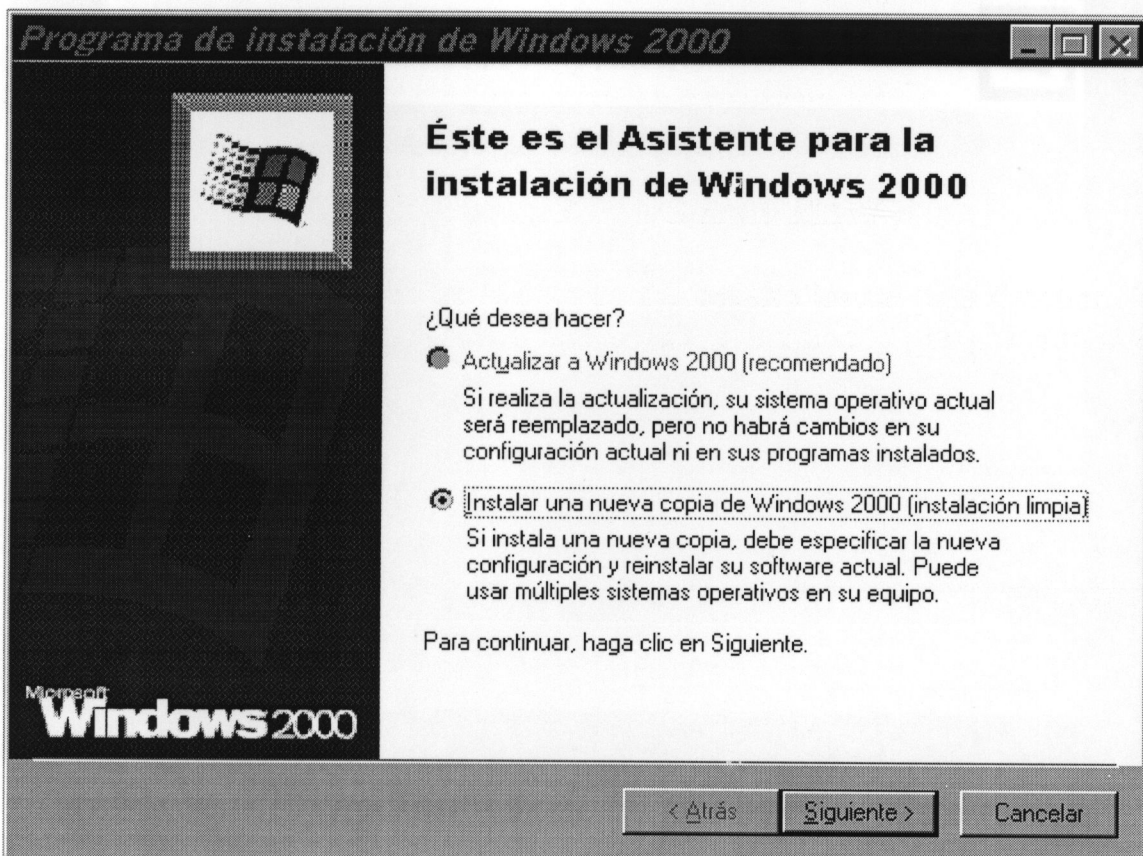 Programa de instalación de Windows 2000
Éste es el Asistente para la
instalación de Windows 2000
¿Qué desea hacer?
Actualizar a Windows 2000 (recomendado)
Si realiza la actualización, su sistema operativo actual
será reemplazado, pero no habrá cambios en su
configuración actual ni en sus programas instalados.
Instalar una nueva copia de Windows 2000 (instalación limpia)
Si instala una nueva copia, debe especificar la nueva
configuración y reinstalar su software actual. Puede
usar múltiples sistemas operativos en su equipo.
Para continuar, haga clic en Siguiente.
Microsoft
Windows 2000
< Atrás
Siguiente >
Cancelar